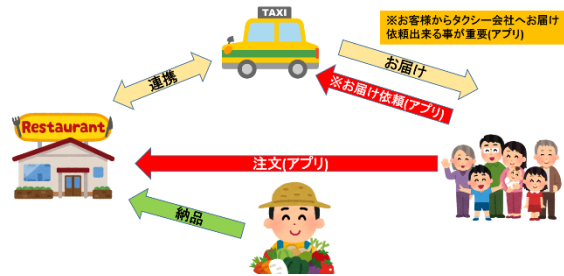 TAXI
※お客様からタクシー会社へお届け
依頼出来る事が重要(アプリ)
お届け
連携
※お届け依頼(アプリ)
Restaurant
注文(アプリ)
納品